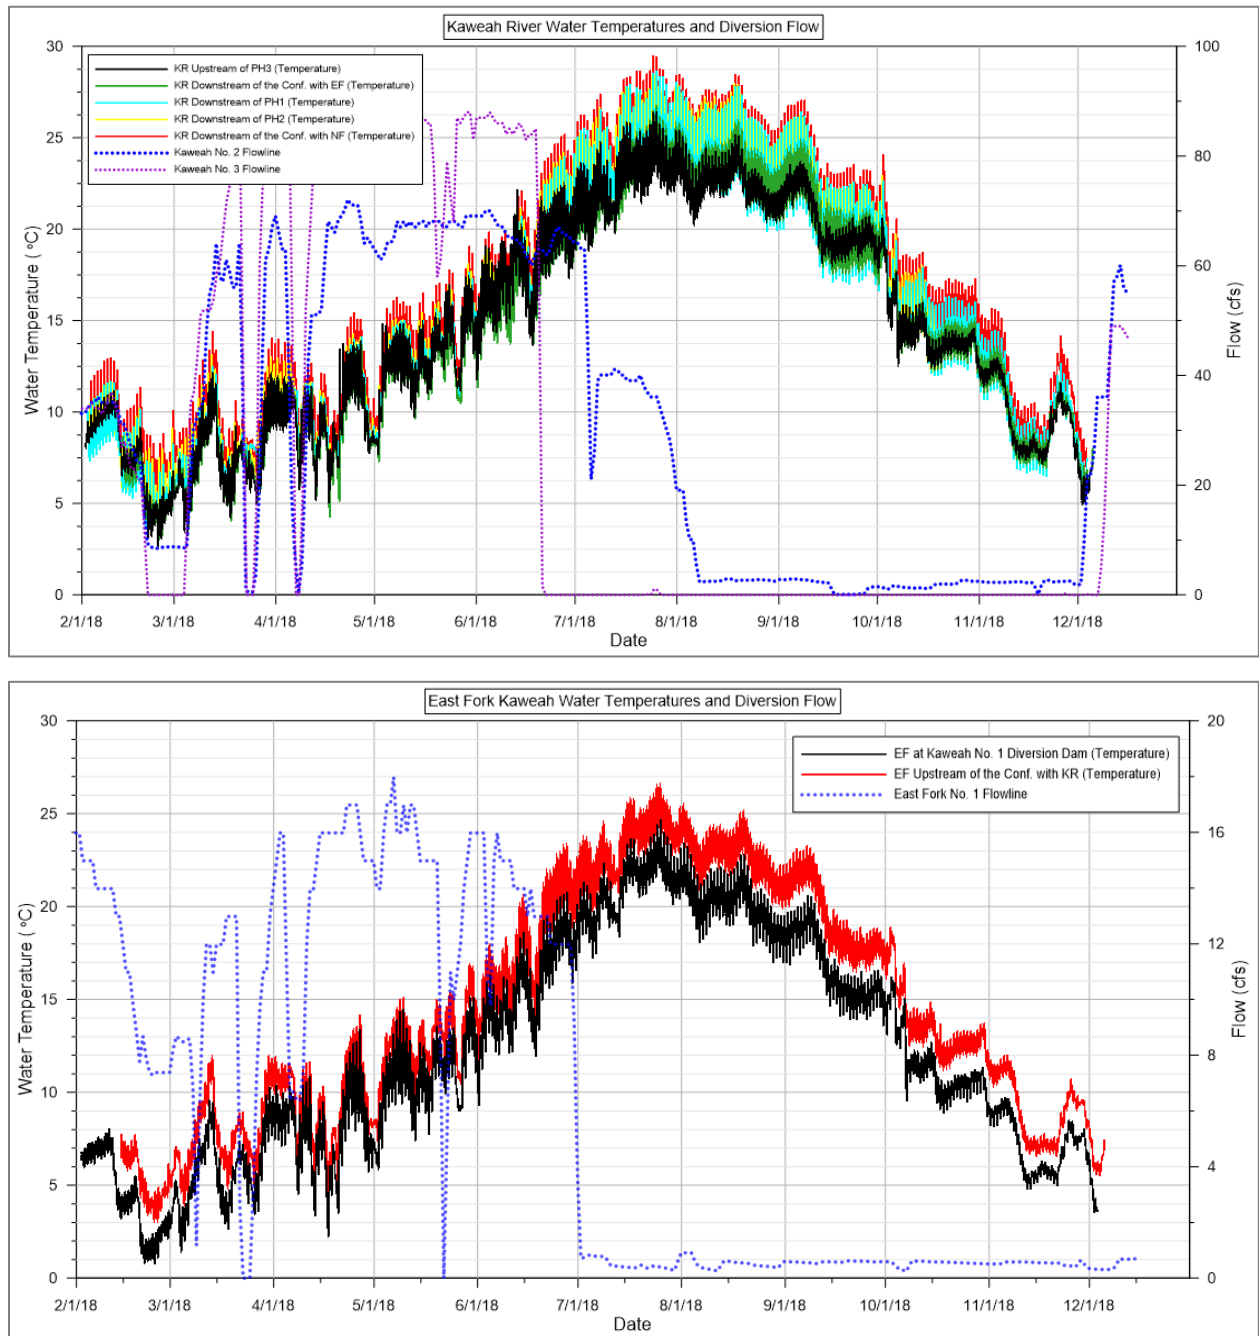 Kaweah River Water Temperatures and Diversion Flow
30
25
20
15
10
5
0
Water Temperature ( °C)
KR Upstream of PH3 (Temperature)
KR Downstream of the Conf. with EF (Temperature)
KR Downstream of PH1 (Temperature)
KR Downstream of PH2 (Temperature)
KR Downstream of the Conf. with NF (Temperature)
Kaweah No. 2 Flowline
Kaweah No. 3 Flowline
100
80
60
40
20
0
Flow (cfs)
2/1/18 3/1/18 4/1/18 5/1/18 6/1/18 7/1/18 8/1/18 9/1/18 10/1/18 11/1/18 12/1/18
Date
East Fork Kaweah Water Temperatures and Diversion Flow
30
25
20
15
10
5
0
Water Temperature ( °C)
EF at Kaweah No. 1 Diversion Dam (Temperature)
EF Upstream of the Conf. with KR (Temperature)
East Fork No. 1 Flowline
20
16
12
8
4
0
Flow (cfs)
2/1/18 3/1/18 4/1/18 5/1/18 6/1/18 7/1/18 8/1/18 9/1/18 10/1/18 11/1/18 12/1/18
Date